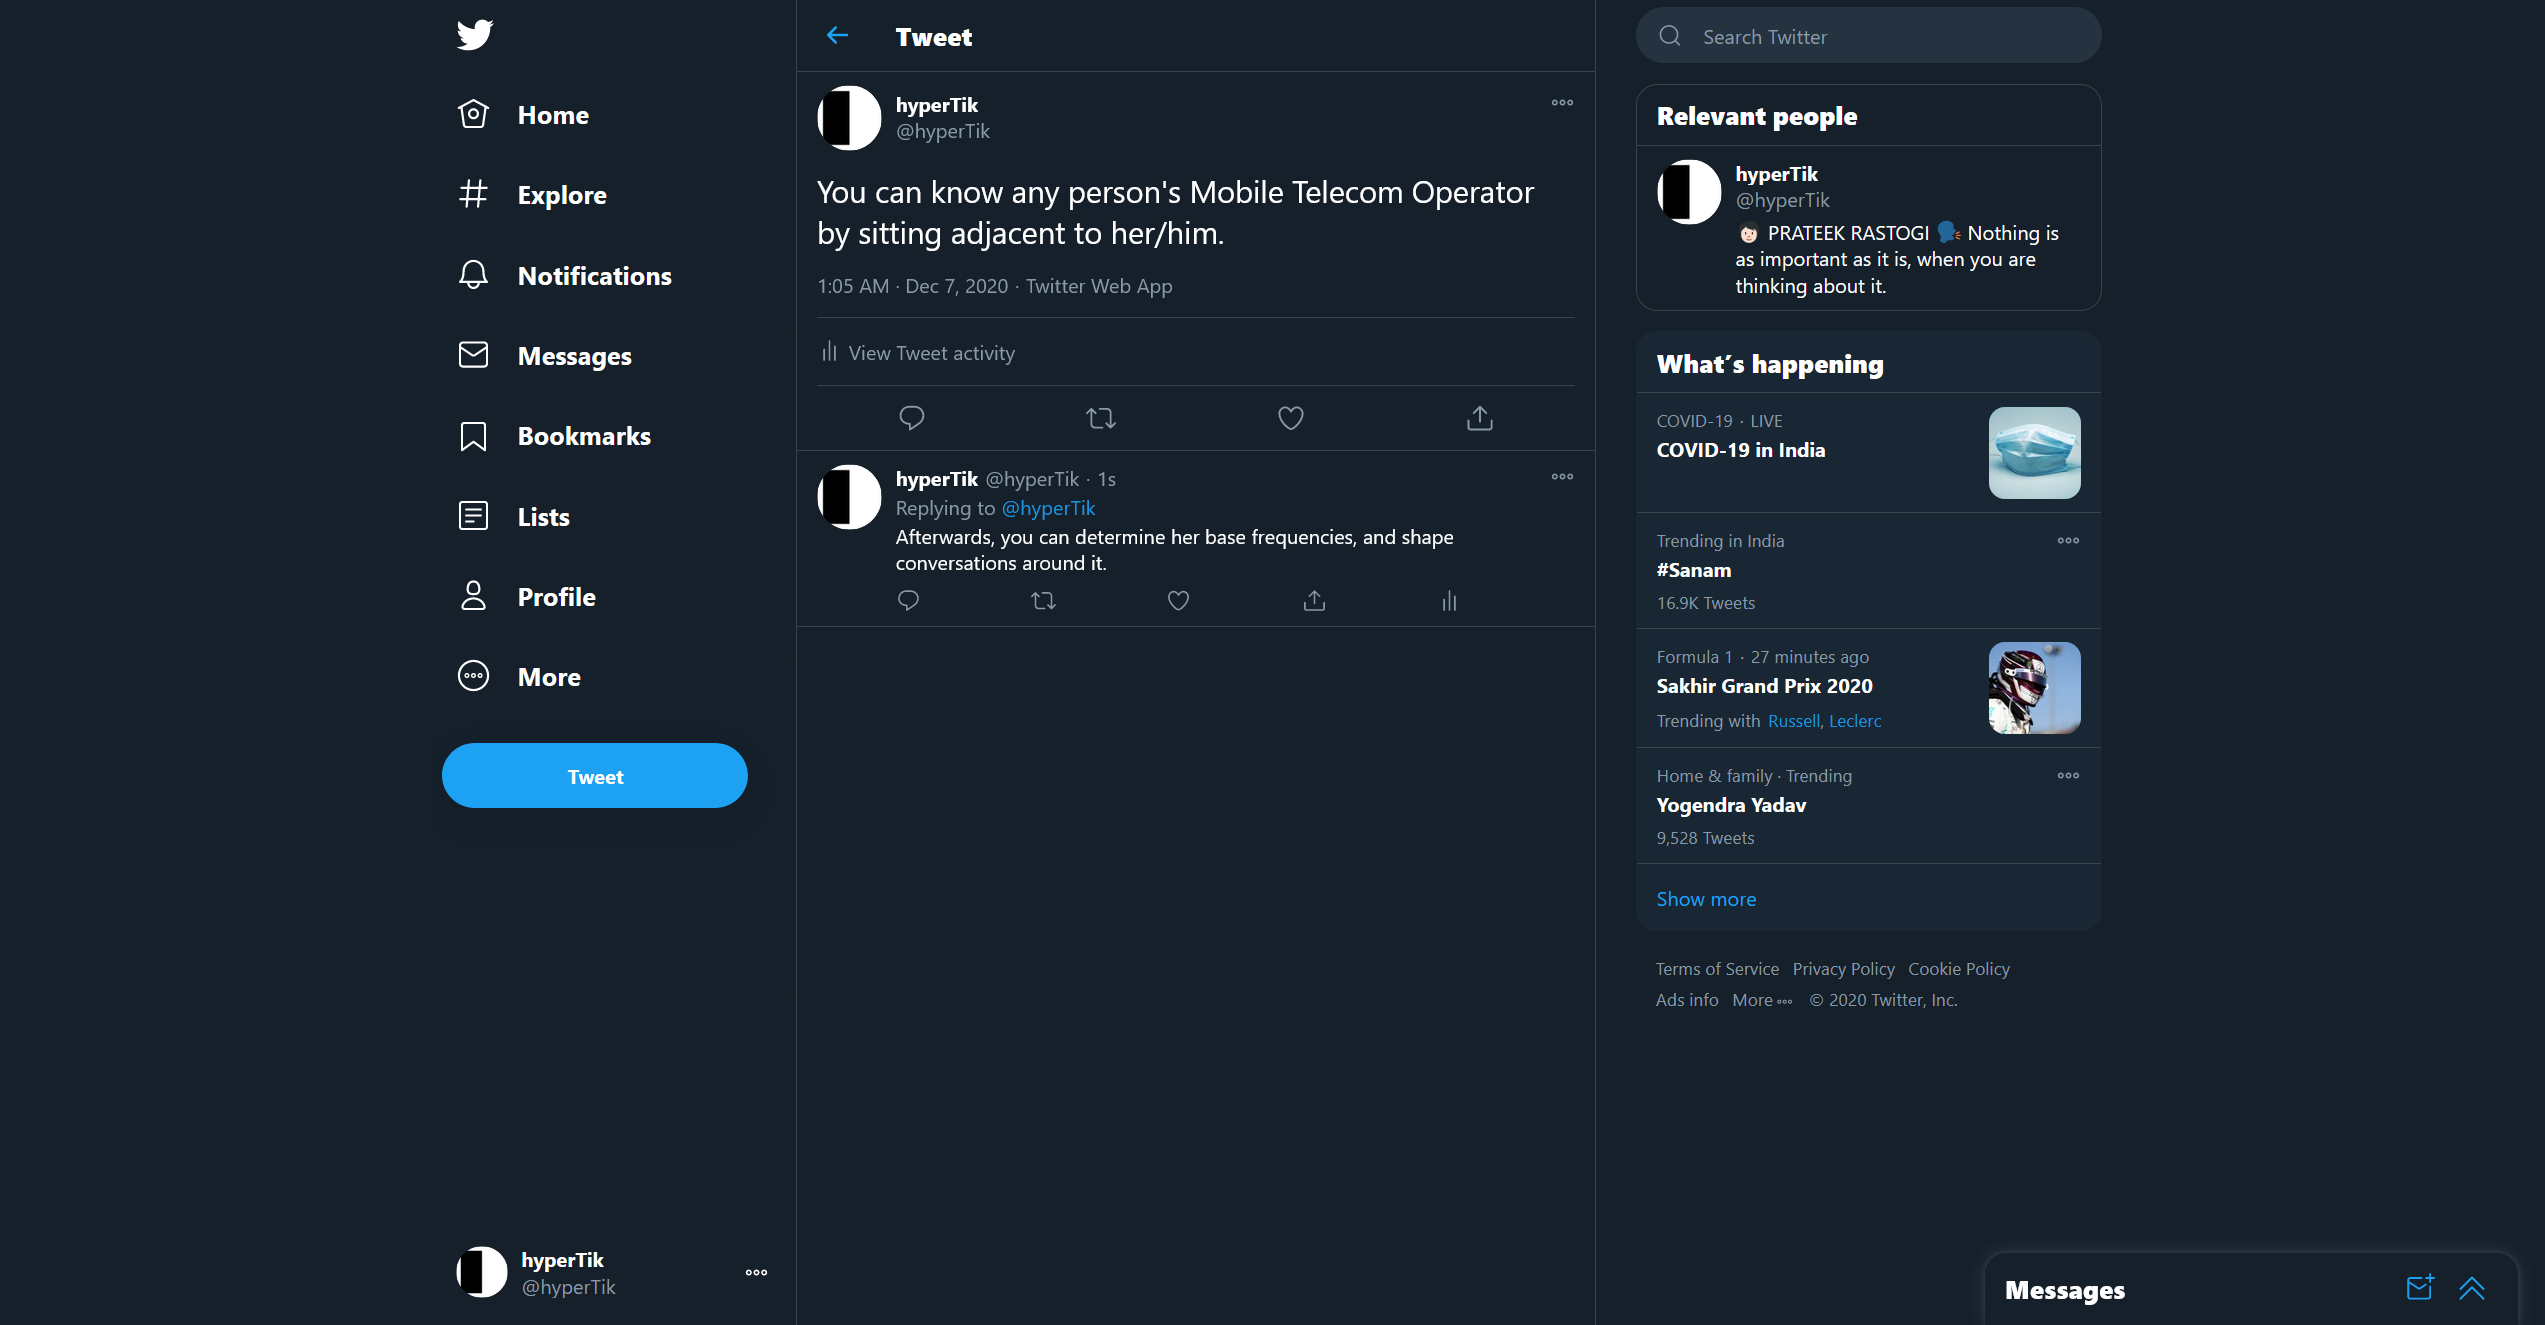 Home
Explore
Notifications
Messages
Bookmarks
Lists
Profile
More
Tweet
hyperTik
@hyperTik
Tweet
hyperTik
@hyperTik
You can know any person's Mobile Telecom Operator
by sitting adjacent to her/him.
1:05 AM · Dec 7, 2020 · Twitter Web App
View Tweet activity
hyperTik @hyperTik · 1s
Replying to @hyperTik
Afterwards, you can determine her base frequencies, and shape
conversations around it.
Search Twitter
Relevant people
hyperTik
@hyperTik
PRATEEK RASTOGI Nothing is
as important as it is, when you are
thinking about it.
What's happening
COVID-19 · LIVE
COVID-19 in India
Trending in India
#Sanam
16.9K Tweets
Formula 1 · 27 minutes ago
Sakhir Grand Prix 2020
Trending with Russell, Leclerc
Home & family · Trending
Yogendra Yadav
9,528 Tweets
Show more
Terms of Service Privacy Policy Cookie Policy
Ads info More © 2020 Twitter, Inc.
Messages